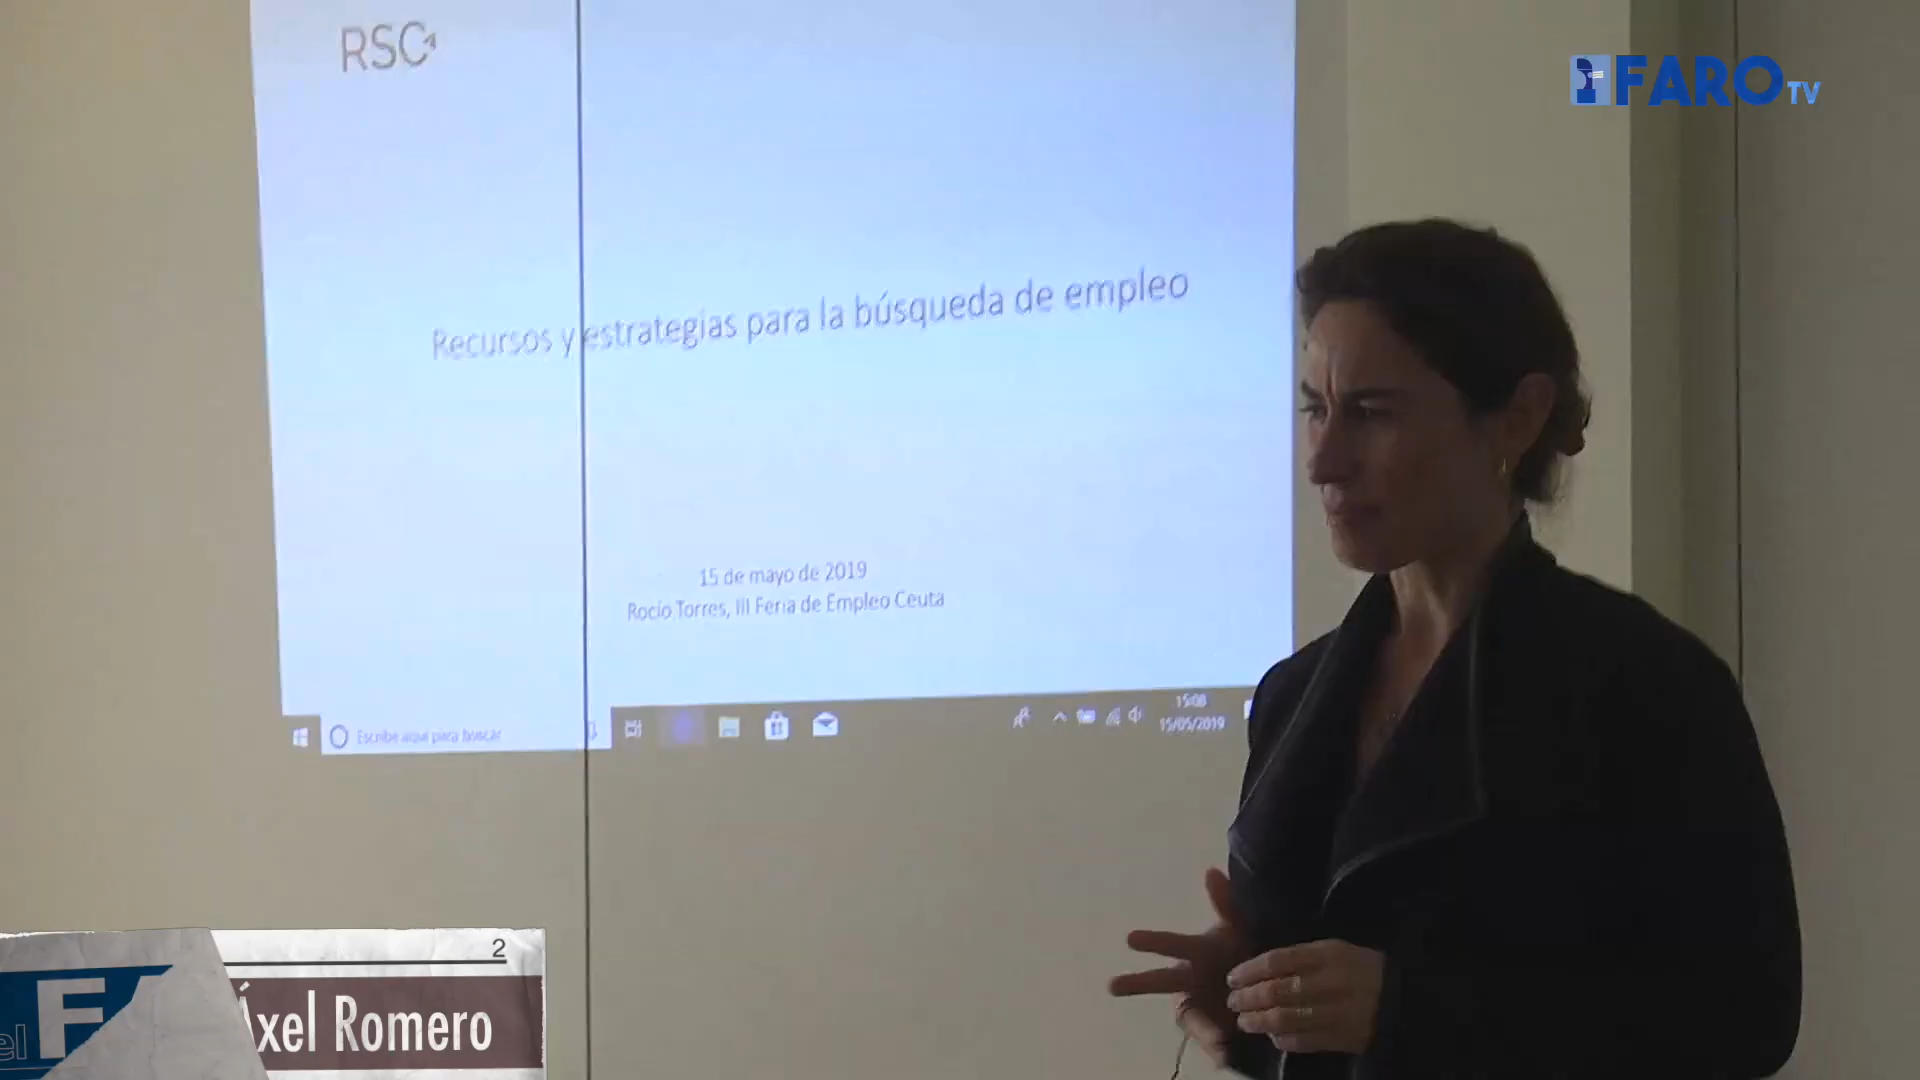 RSC
FARO TV
Recursos y estrategias para la búsqueda de empleo
15 de mayo de 2019
Rocío Torres, III Feria de Empleo Ceuta
Escribe aquí para buscar
15:08
15/05/2019
2
el F
Áxel Romero